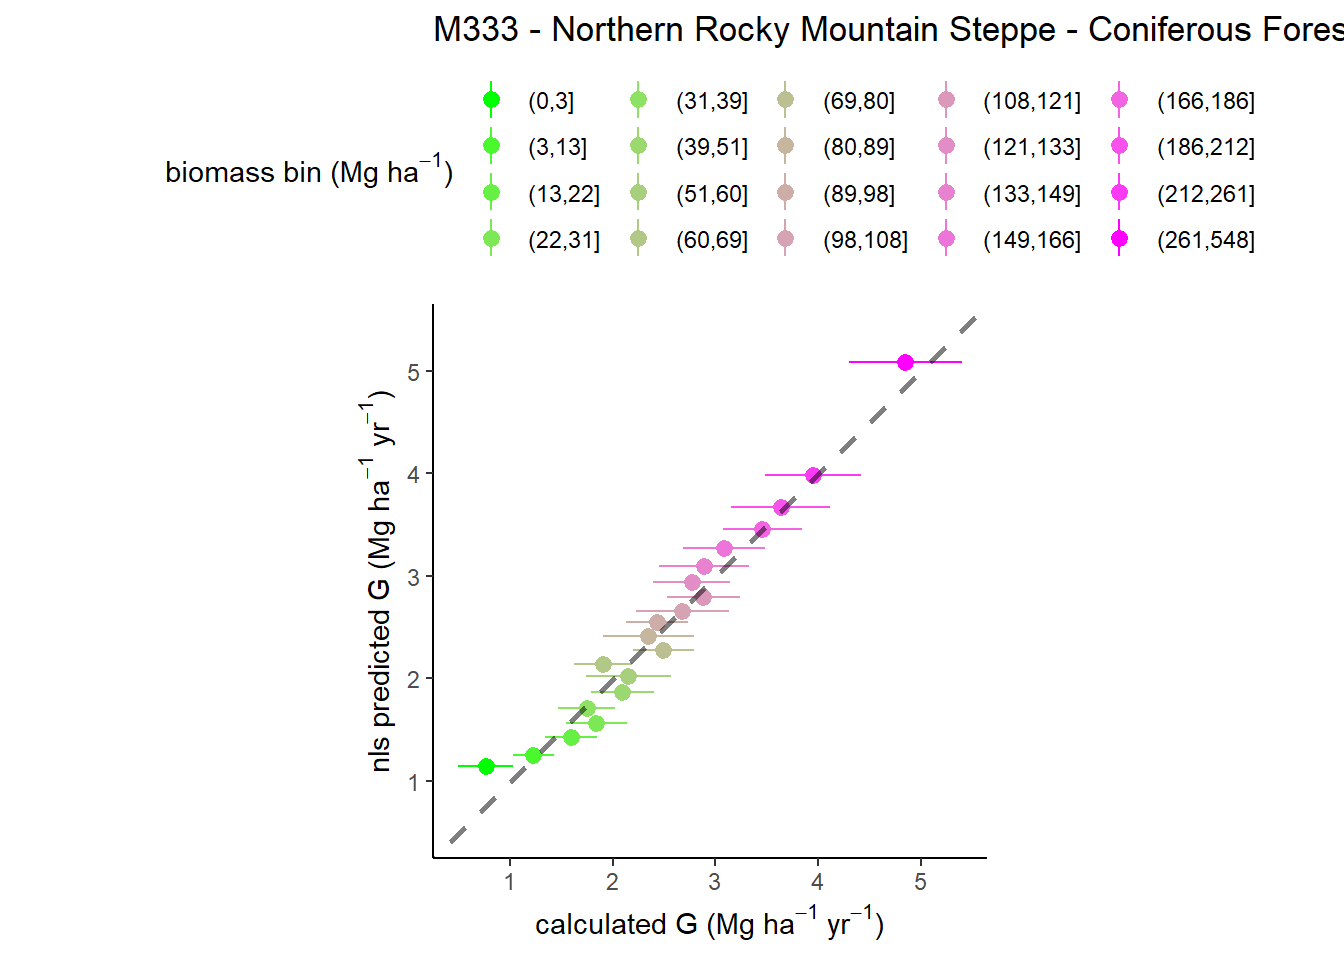 M333 - Northern Rocky Mountain Steppe - Coniferous Fores
biomass bin (Mg ha⁻¹)
(0,3] (31,39] (69,80] (108,121] (166,186]
(3,13] (39,51] (80,89] (121,133] (186,212]
(13,22] (51,60] (89,98] (133,149] (212,261]
(22,31] (60,69] (98,108] (149,166] (261,548]
nls predicted G (Mg ha⁻¹ yr⁻¹)
5
4
3
2
1
1 2 3 4 5
calculated G (Mg ha⁻¹ yr⁻¹)